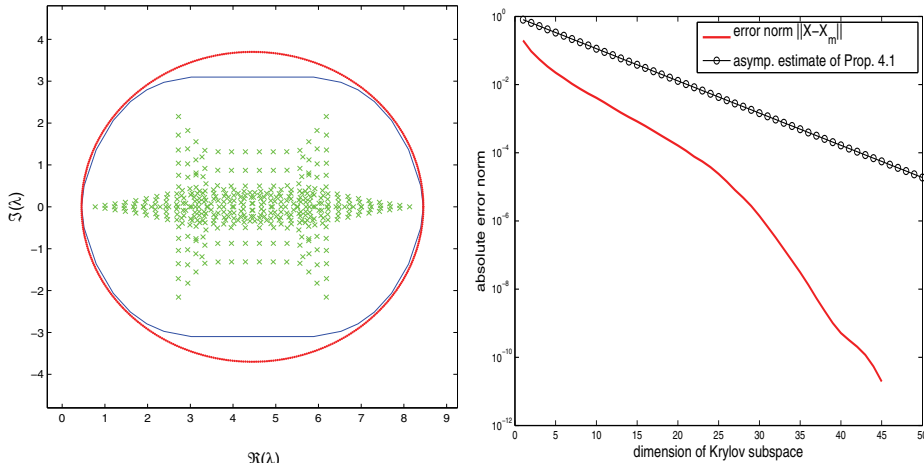 4
3
2
1
0
−1
−2
−3
−4
ℑ(λ)
0 1 2 3 4 5 6 7 8 9
ℜ(λ)
error norm ||X−X_m||
asymp. estimate of Prop. 4.1
10^0
10^−2
10^−4
10^−6
10^−8
10^−10
10^−12
absolute error norm
0 5 10 15 20 25 30 35 40 45 50
dimension of Krylov subspace